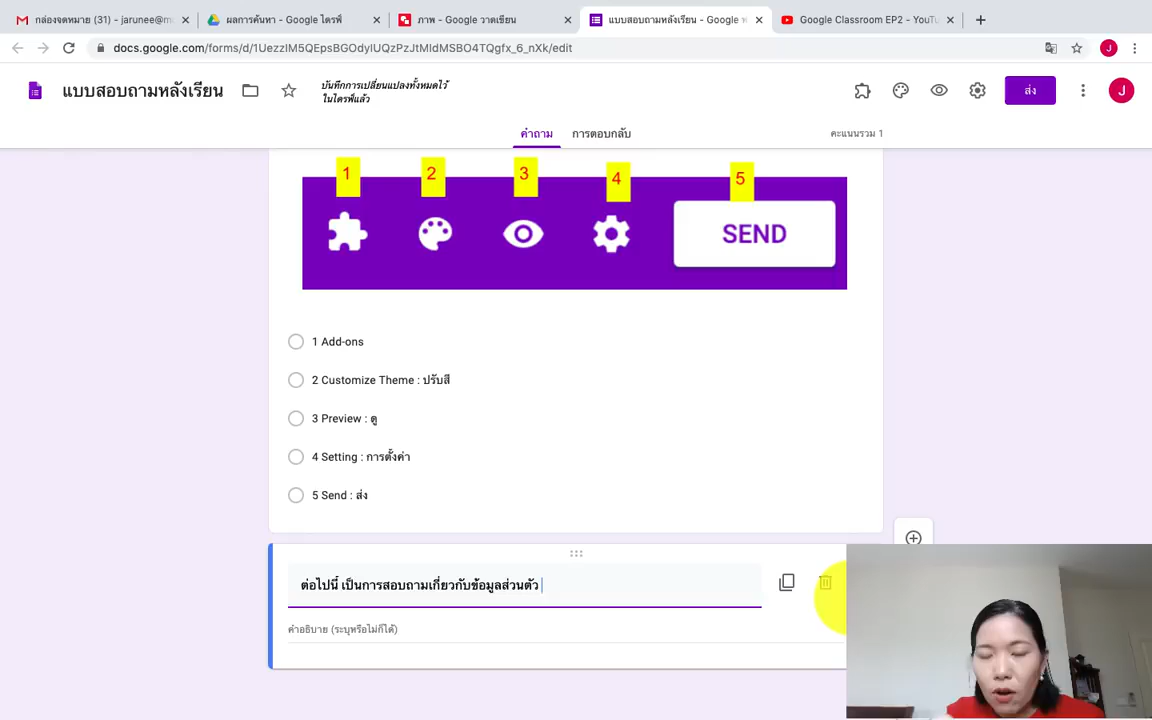 กล่องจดหมาย (31) - jarunee@m
ผลการค้นหา - Google ไดรฟ์
ภาพ - Google วาดเขียน
แบบสอบถามหลังเรียน - Google ฟ
Google Classroom EP2 - YouTu
docs.google.com/forms/d/1UezzIM5QEpsBGOdylUQzPzJtMldMSBO4TQgfx_6_nXk/edit
J
แบบสอบถามหลังเรียน
บันทึกการเปลี่ยนแปลงทั้งหมดไว้
ในไดรฟ์แล้ว
ส่ง
J
คำถาม
การตอบกลับ
คะแนนรวม 1
1
2
3
4
5
SEND
1 Add-ons
2 Customize Theme : ปรับสี
3 Preview : ดู
4 Setting : การตั้งค่า
5 Send : ส่ง
ต่อไปนี้ เป็นการสอบถามเกี่ยวกับข้อมูลส่วนตัว
คำอธิบาย (ระบุหรือไม่ก็ได้)